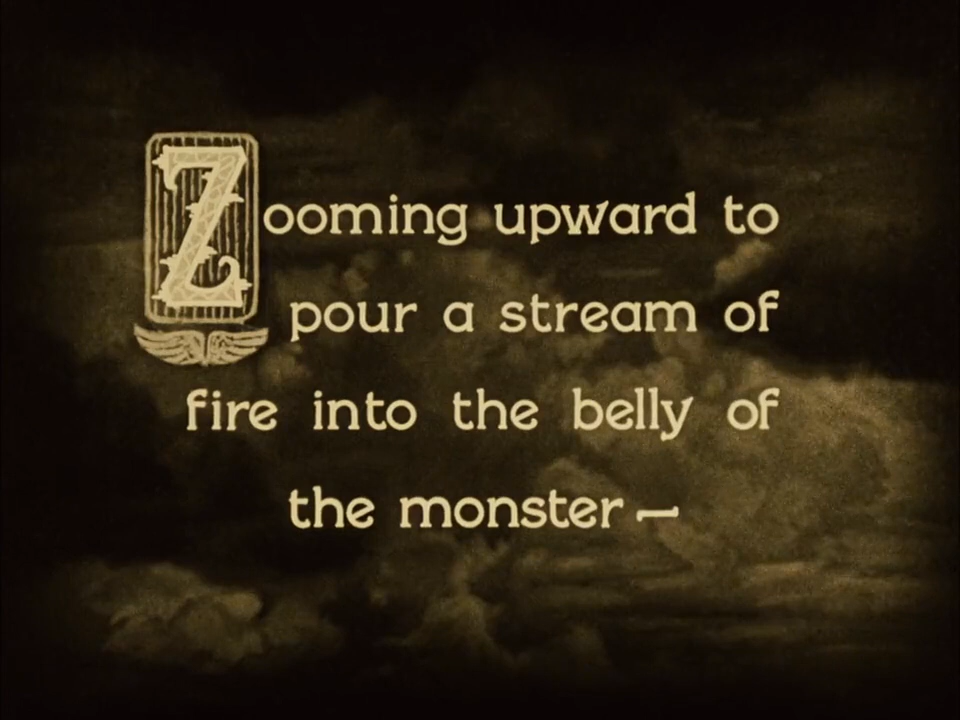 Zooming upward to
pour a stream of
fire into the belly of
the monster—